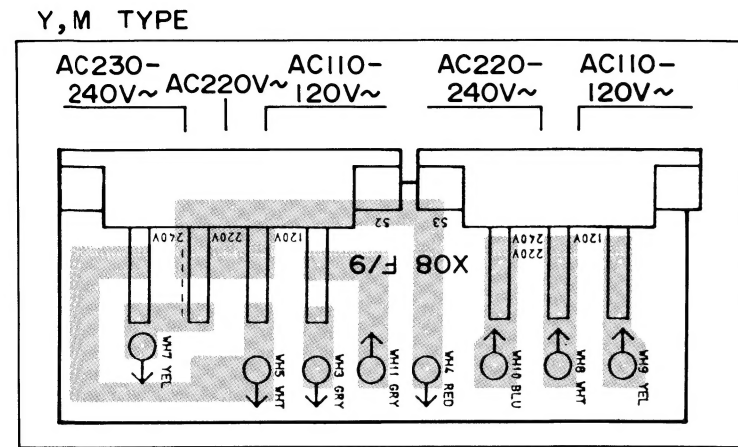 Y, M TYPE
AC230-
240V~
AC220V~
AC110-
120V~
AC220-
240V~
AC110-
120V~
S2
S3
240V
220V
120V
240V
220V
120V
X08 F/9
WH7 YEL
WH5 WHT
WH3 GRY
WH11 GRY
WH4 RED
WH10 BLU
WH8 WHT
WH9 YEL